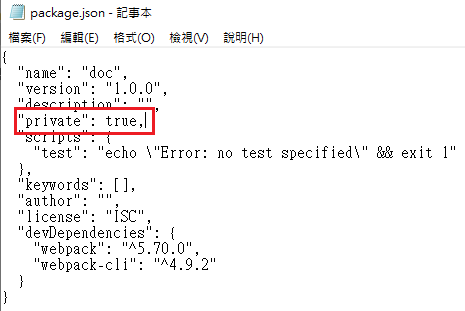 package.json - 記事本
檔案(F) 編輯(E) 格式(O) 檢視(V) 說明(H)
{
  "name": "doc",
  "version": "1.0.0",
  "description": "",
  "private": true,
  "scripts": {
    "test": "echo \"Error: no test specified\" && exit 1"
  },
  "keywords": [],
  "author": "",
  "license": "ISC",
  "devDependencies": {
    "webpack": "^5.70.0",
    "webpack-cli": "^4.9.2"
  }
}